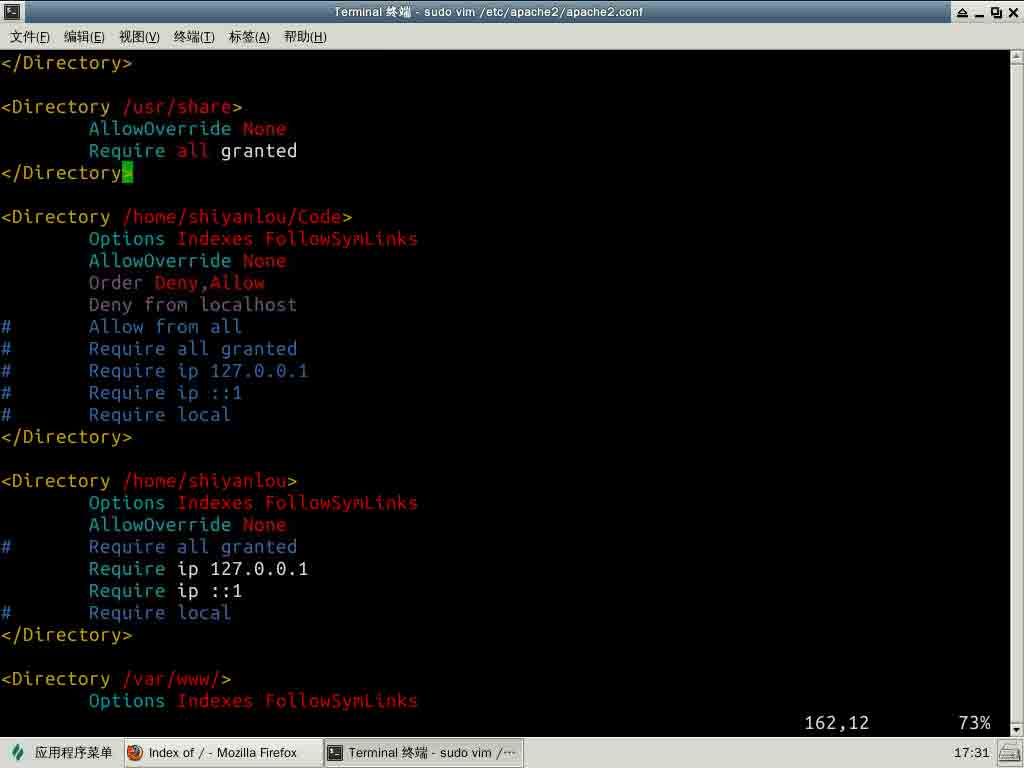 Terminal 终端 - sudo vim /etc/apache2/apache2.conf
文件(F) 编辑(E) 视图(V) 终端(T) 标签(A) 帮助(H)
</Directory>
<Directory /usr/share>
AllowOverride None
Require all granted
</Directory>
<Directory /home/shiyanlou/Code>
Options Indexes FollowSymLinks
AllowOverride None
Order Deny,Allow
Deny from localhost
# Allow from all
# Require all granted
# Require ip 127.0.0.1
# Require ip ::1
# Require local
</Directory>
<Directory /home/shiyanlou>
Options Indexes FollowSymLinks
AllowOverride None
# Require all granted
Require ip 127.0.0.1
Require ip ::1
# Require local
</Directory>
<Directory /var/www/>
Options Indexes FollowSymLinks
162,12 73%
应用程序菜单 Index of / - Mozilla Firefox Terminal 终端 - sudo vim /··· 17:31